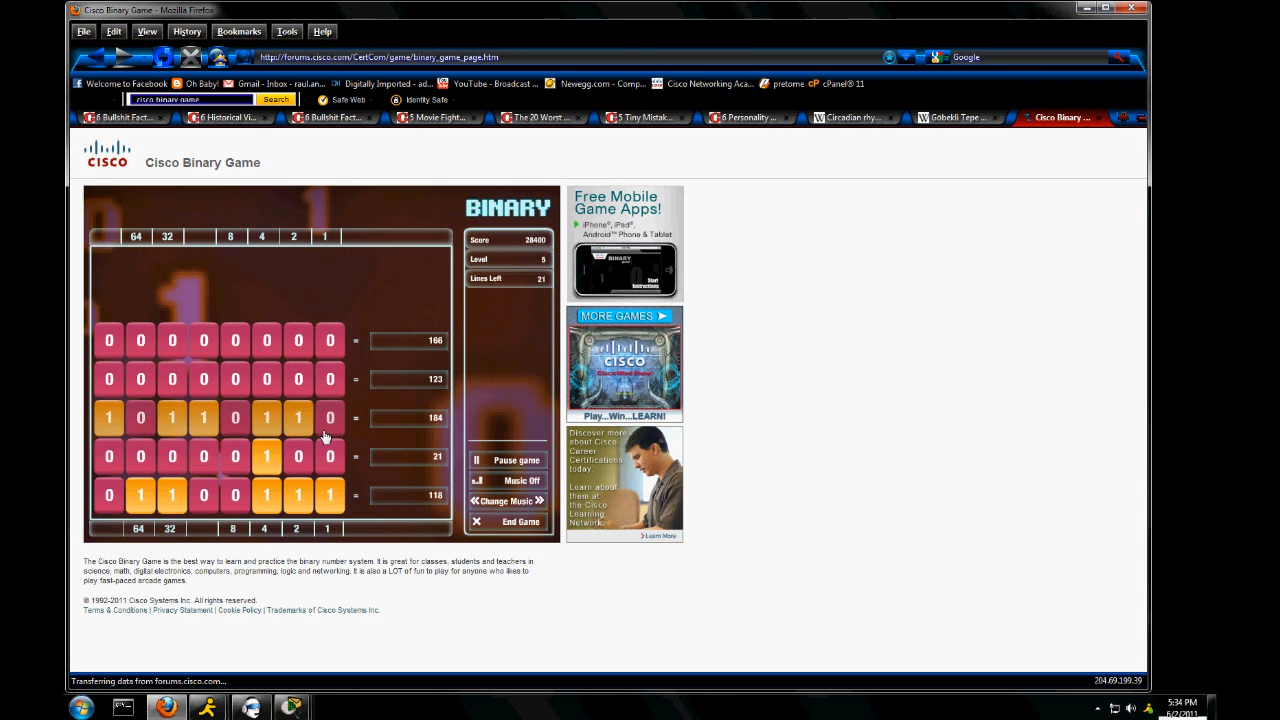 Cisco Binary Game - Mozilla Firefox
File Edit View History Bookmarks Tools Help
http://forums.cisco.com/CertCom/game/binary_game_page.htm Google
Welcome to Facebook Oh Baby! Gmail - Inbox - raul.an... Digitally Imported - ad... YouTube - Broadcast ... Newegg.com - Comp... Cisco Networking Aca... pretome cPanel® 11
cisco binary game Search Safe Web Identity Safe
6 Bullshit Fact... 6 Historical Vi... 6 Bullshit Fact... 5 Movie Fight... The 20 Worst ... 5 Tiny Mistak... 6 Personality ... Circadian rhy... Göbekli Tepe ... Cisco Binary ...
CISCO Cisco Binary Game
BINARY
64 32 8 4 2 1
Score 28400
Level 5
Lines Left 21
0 0 0 0 0 0 0 0 = 166
0 0 0 0 0 0 0 0 = 123
1 0 1 1 0 1 1 0 = 184
0 0 0 0 0 1 0 0 = 21
0 1 1 0 0 1 1 1 = 118
64 32 8 4 2 1
Pause game
Music Off
Change Music
End Game
Free Mobile
Game Apps!
iPhone®, iPad®,
Android™ Phone & Tablet
BINARY
Start
Instructions
MORE GAMES
CISCO
Cisco Mind Share
Play...Win...LEARN!
Discover more
about Cisco
Career
Certifications
today.
Learn about
them at
the Cisco
Learning
Network.
Learn More
The Cisco Binary Game is the best way to learn and practice the binary number system. It is great for classes, students and teachers in
science, math, digital electronics, computers, programming, logic and networking. It is also a LOT of fun to play for anyone who likes to
play fast-paced arcade games.
© 1992-2011 Cisco Systems Inc. All rights reserved.
Terms & Conditions | Privacy Statement | Cookie Policy | Trademarks of Cisco Systems Inc.
Transferring data from forums.cisco.com... 204.69.199.39
5:34 PM
6/2/2011